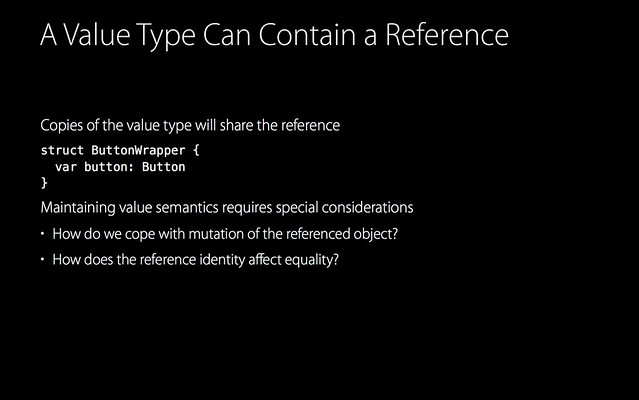 A Value Type Can Contain a Reference
Copies of the value type will share the reference
struct ButtonWrapper {
  var button: Button
}
Maintaining value semantics requires special considerations
• How do we cope with mutation of the referenced object?
• How does the reference identity affect equality?